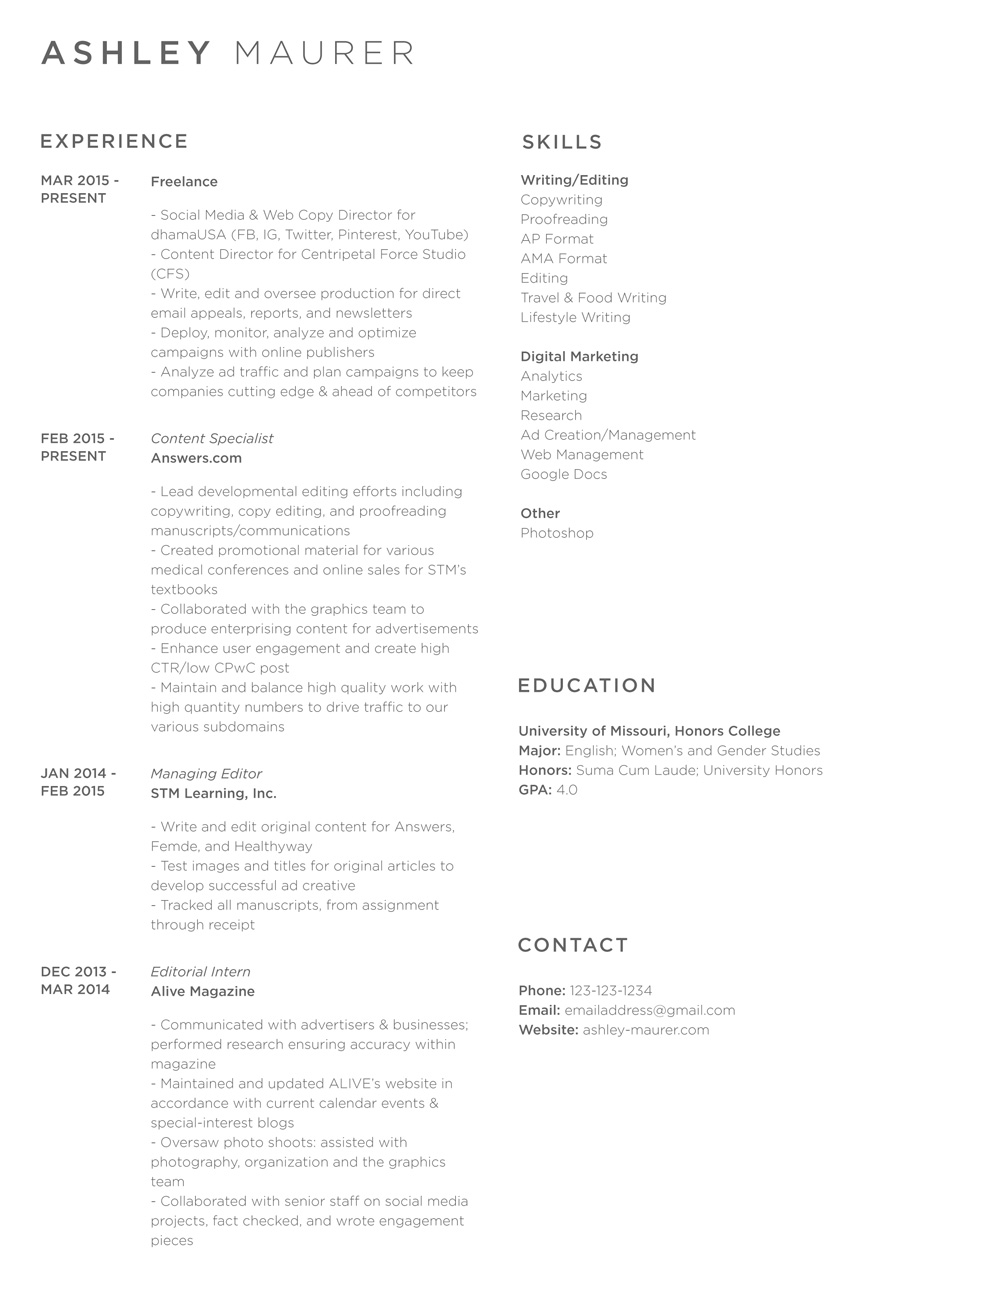 ASHLEY MAURER
EXPERIENCE
MAR 2015 -
PRESENT
Freelance
- Social Media & Web Copy Director for
dhamaUSA (FB, IG, Twitter, Pinterest, YouTube)
- Content Director for Centripetal Force Studio
(CFS)
- Write, edit and oversee production for direct
email appeals, reports, and newsletters
- Deploy, monitor, analyze and optimize
campaigns with online publishers
- Analyze ad traffic and plan campaigns to keep
companies cutting edge & ahead of competitors
FEB 2015 -
PRESENT
Content Specialist
Answers.com
- Lead developmental editing efforts including
copywriting, copy editing, and proofreading
manuscripts/communications
- Created promotional material for various
medical conferences and online sales for STM's
textbooks
- Collaborated with the graphics team to
produce enterprising content for advertisements
- Enhance user engagement and create high
CTR/low CPwC post
- Maintain and balance high quality work with
high quantity numbers to drive traffic to our
various subdomains
JAN 2014 -
FEB 2015
Managing Editor
STM Learning, Inc.
- Write and edit original content for Answers,
Femde, and Healthyway
- Test images and titles for original articles to
develop successful ad creative
- Tracked all manuscripts, from assignment
through receipt
DEC 2013 -
MAR 2014
Editorial Intern
Alive Magazine
- Communicated with advertisers & businesses;
performed research ensuring accuracy within
magazine
- Maintained and updated ALIVE's website in
accordance with current calendar events &
special-interest blogs
- Oversaw photo shoots: assisted with
photography, organization and the graphics
team
- Collaborated with senior staff on social media
projects, fact checked, and wrote engagement
pieces
SKILLS
Writing/Editing
Copywriting
Proofreading
AP Format
AMA Format
Editing
Travel & Food Writing
Lifestyle Writing
Digital Marketing
Analytics
Marketing
Research
Ad Creation/Management
Web Management
Google Docs
Other
Photoshop
EDUCATION
University of Missouri, Honors College
Major: English; Women's and Gender Studies
Honors: Suma Cum Laude; University Honors
GPA: 4.0
CONTACT
Phone: 123-123-1234
Email: emailaddress@gmail.com
Website: ashley-maurer.com